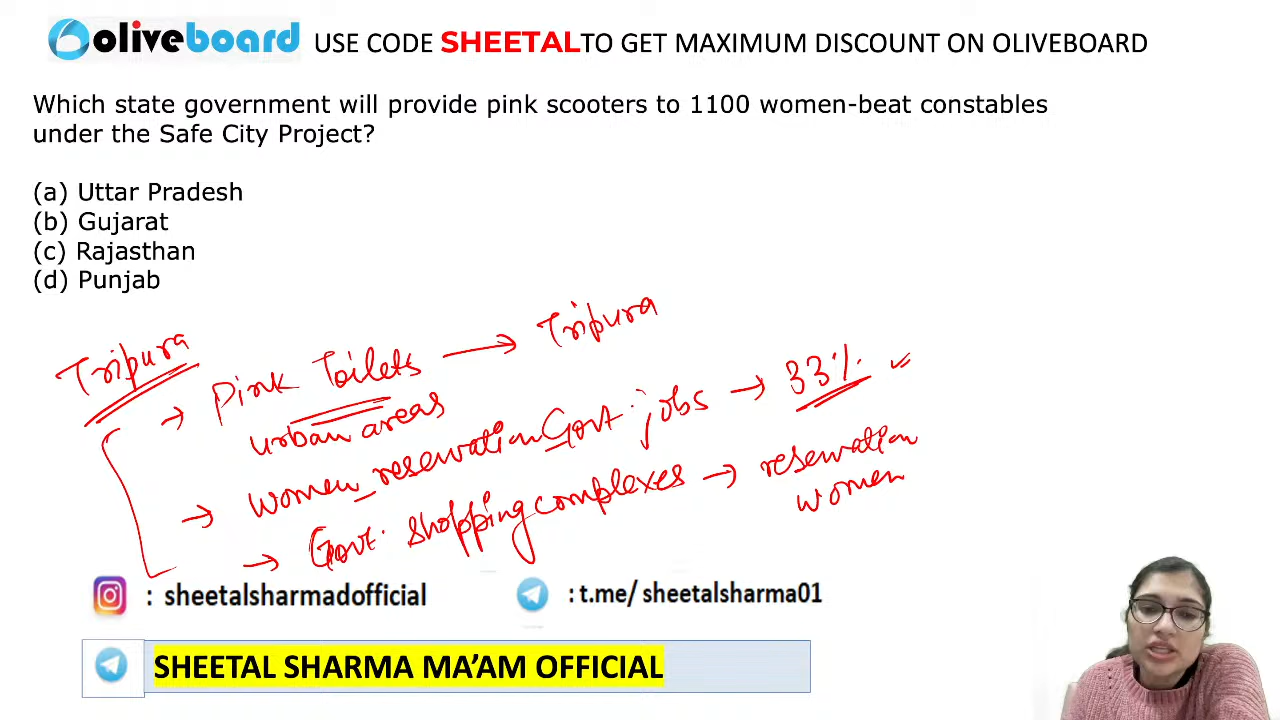 oliveboard USE CODE SHEETAL TO GET MAXIMUM DISCOUNT ON OLIVEBOARD
Which state government will provide pink scooters to 1100 women-beat constables
under the Safe City Project?
(a) Uttar Pradesh
(b) Gujarat
(c) Rajasthan
(d) Punjab
Tripura
→ Pink Toilets → Tripura
urban areas
→ women reservation Govt. jobs → 33%
→ Govt. shopping complexes → reservation
women
: sheetalsharmadofficial : t.me/ sheetalsharma01
SHEETAL SHARMA MA’AM OFFICIAL